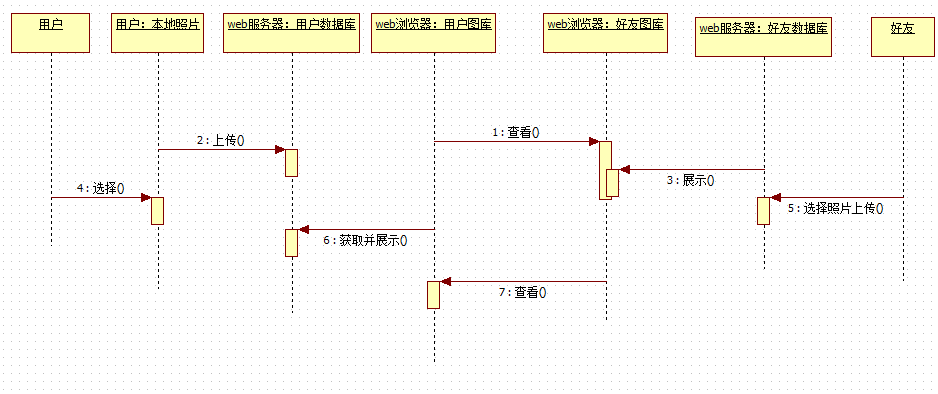 用户
用户：本地照片
web服务器：用户数据库
web浏览器：用户图库
web浏览器：好友图库
web服务器：好友数据库
好友
1 : 查看()
2 : 上传()
3 : 展示()
4 : 选择()
5 : 选择照片上传()
6 : 获取并展示()
7 : 查看()